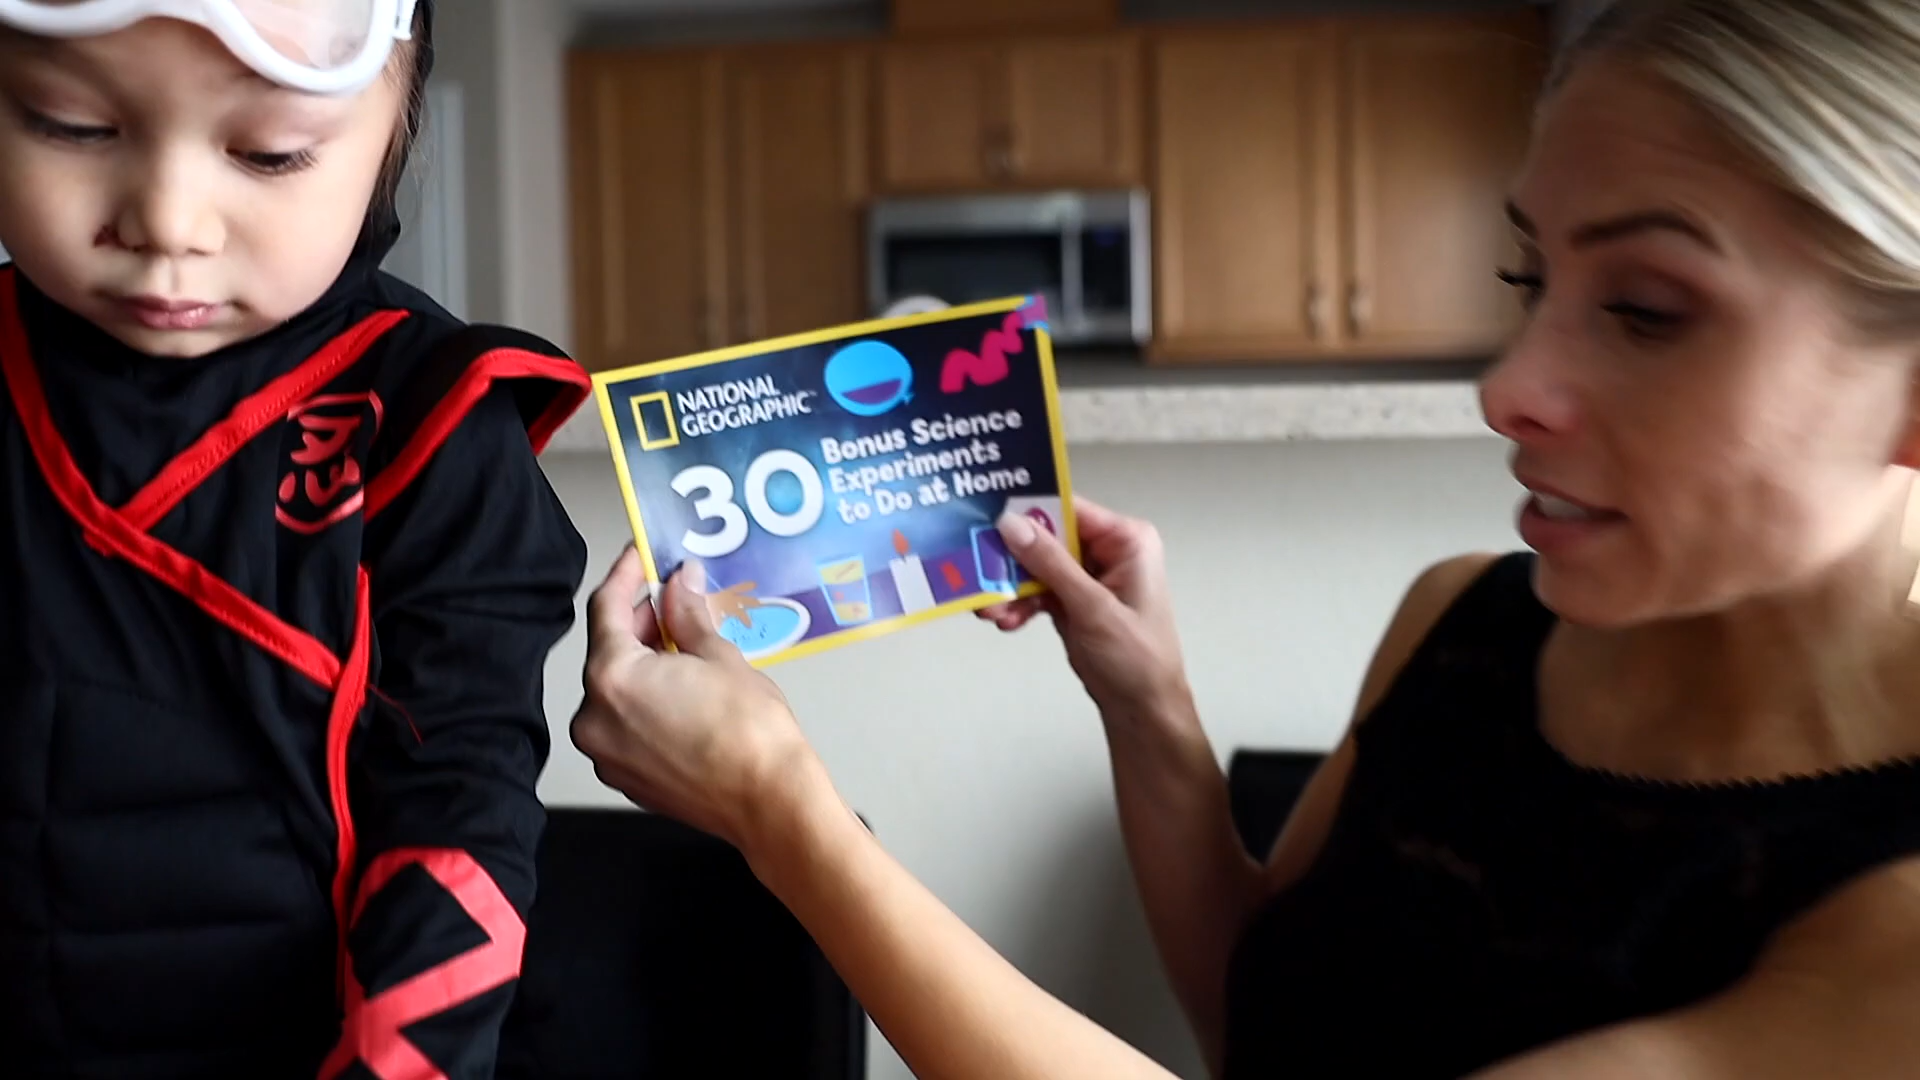 NATIONAL
GEOGRAPHIC
30
Bonus Science
Experiments
to Do at Home